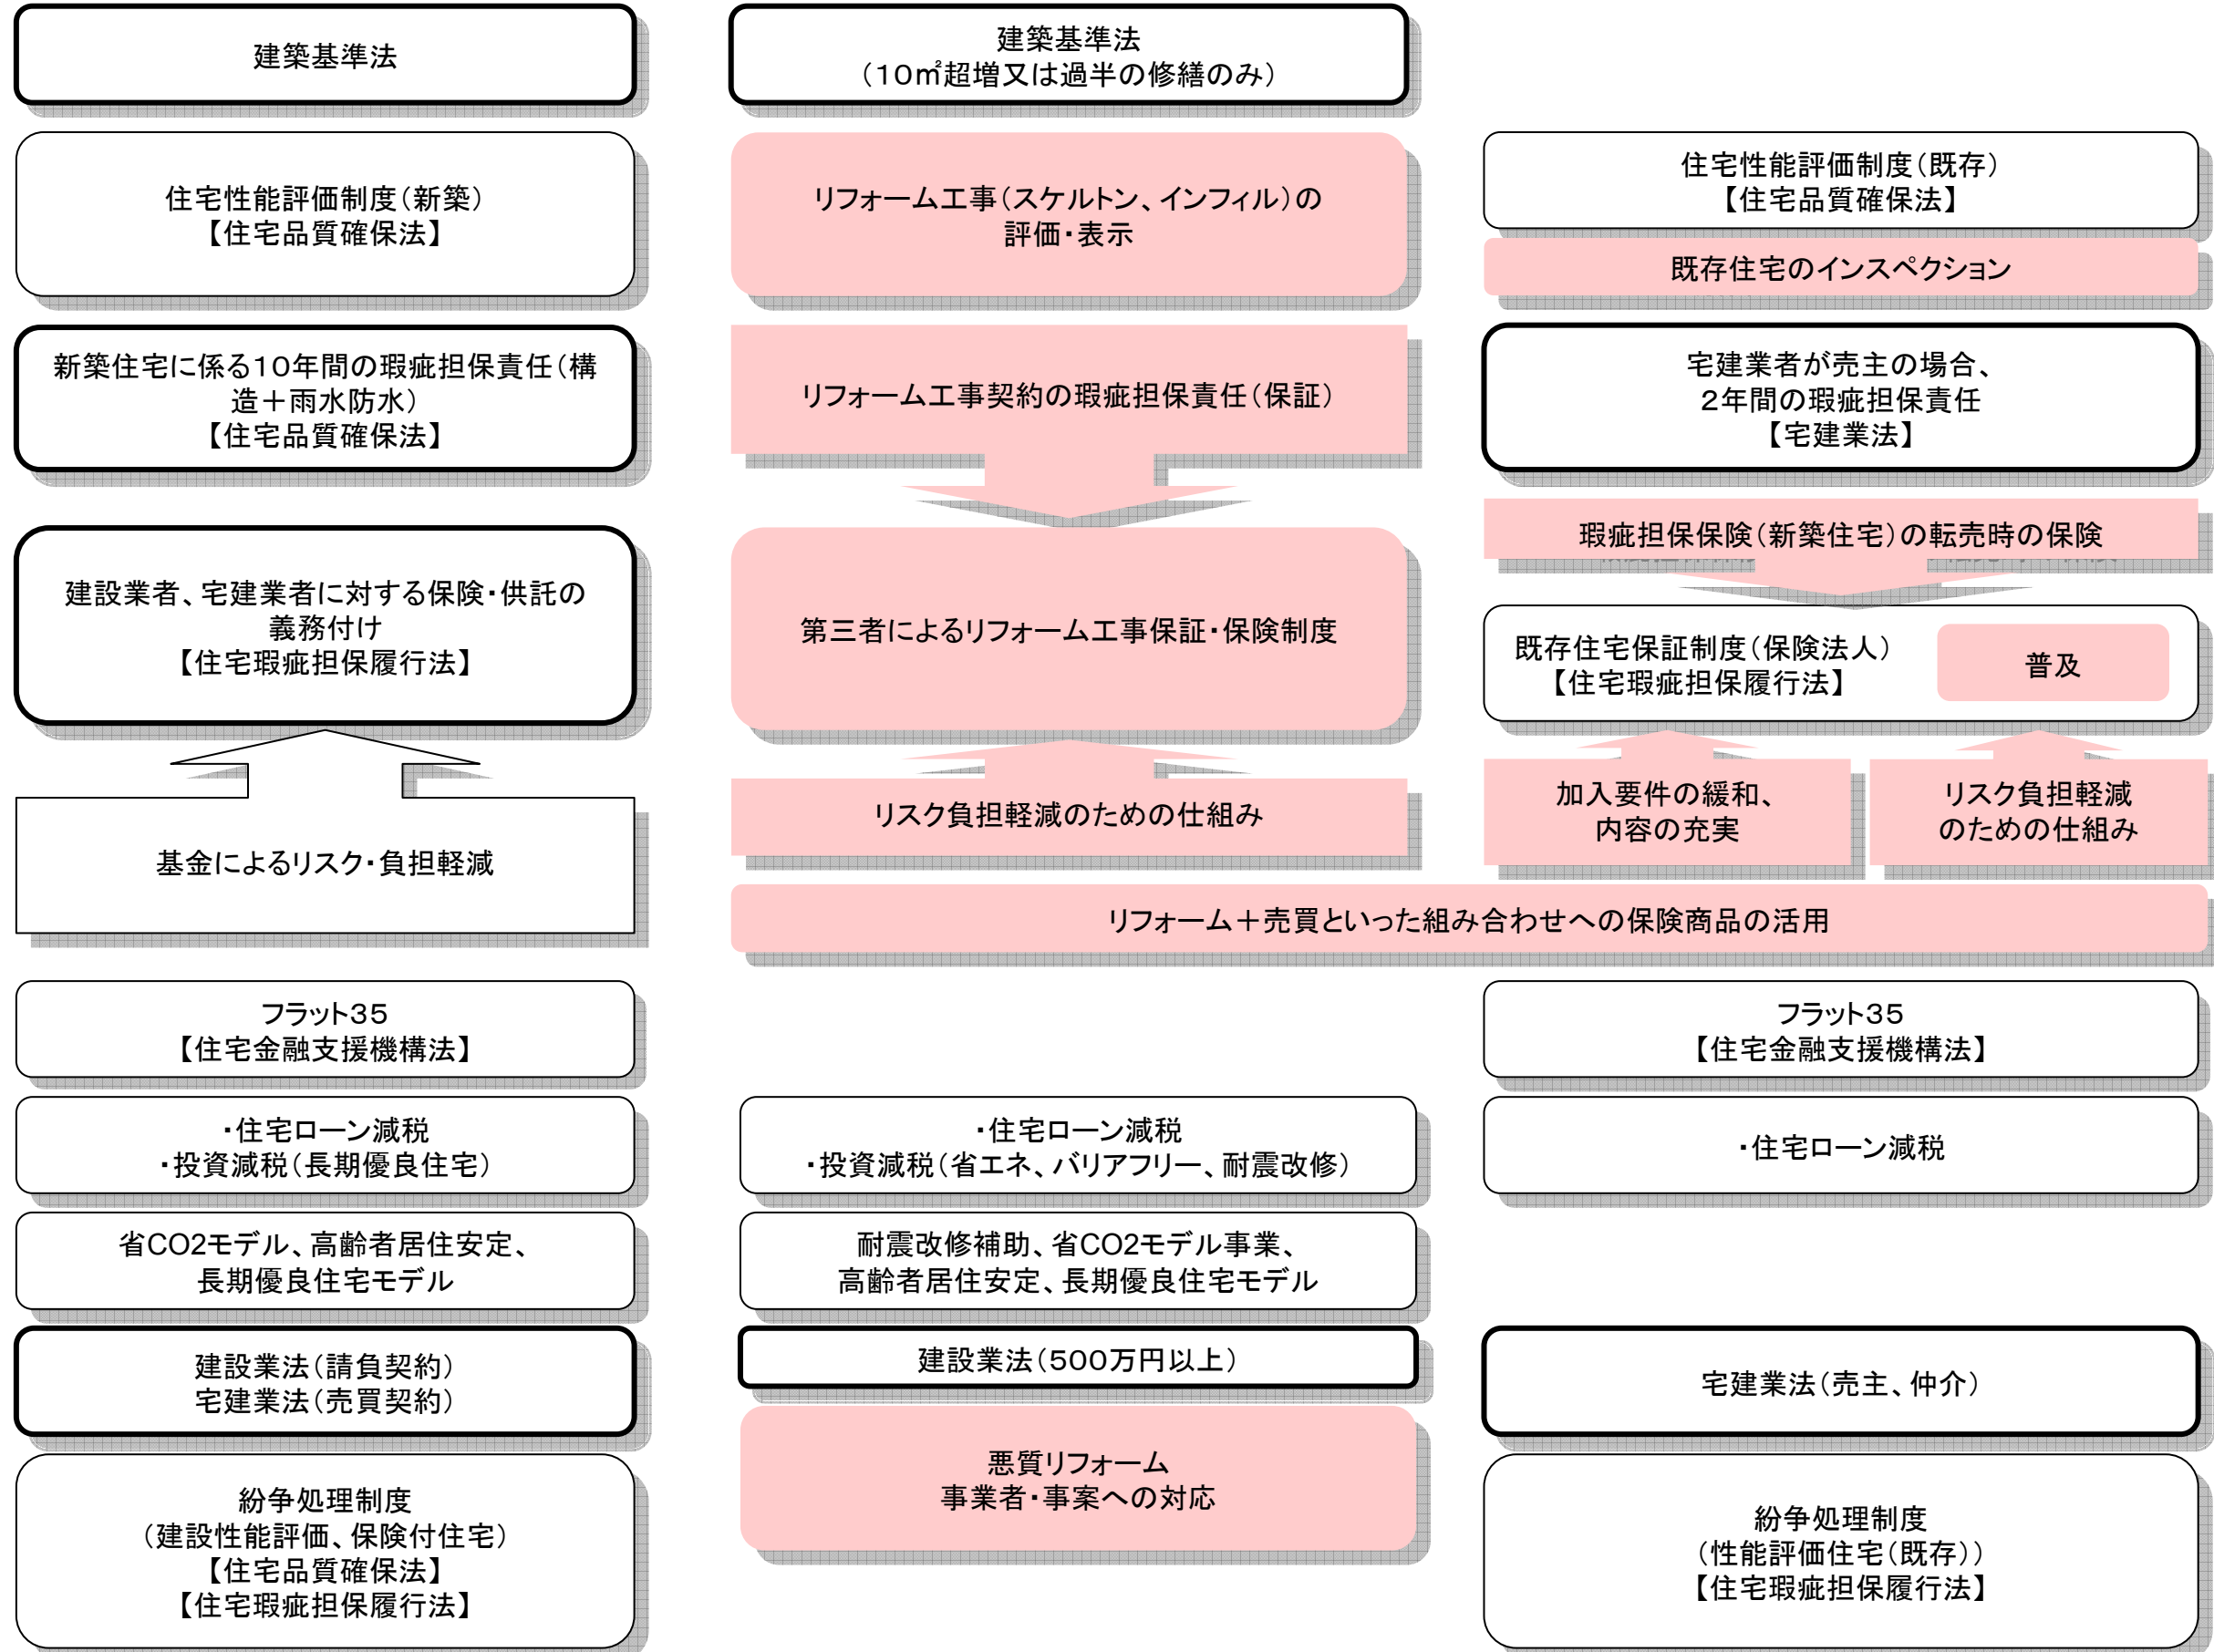 建築基準法
建築基準法
（１０㎡超増又は過半の修繕のみ）
住宅性能評価制度（新築）
【住宅品質確保法】
リフォーム工事（スケルトン、インフィル）の
評価・表示
住宅性能評価制度（既存）
【住宅品質確保法】
既存住宅のインスペクション
新築住宅に係る１０年間の瑕疵担保責任（構
造＋雨水防水）
【住宅品質確保法】
リフォーム工事契約の瑕疵担保責任（保証）
宅建業者が売主の場合、
２年間の瑕疵担保責任
【宅建業法】
瑕疵担保保険（新築住宅）の転売時の保険
建設業者、宅建業者に対する保険・供託の
義務付け
【住宅瑕疵担保履行法】
第三者によるリフォーム工事保証・保険制度
既存住宅保証制度（保険法人）
【住宅瑕疵担保履行法】
普及
基金によるリスク・負担軽減
リスク負担軽減のための仕組み
加入要件の緩和、
内容の充実
リスク負担軽減
のための仕組み
リフォーム＋売買といった組み合わせへの保険商品の活用
フラット３５
【住宅金融支援機構法】
フラット３５
【住宅金融支援機構法】
・住宅ローン減税
・投資減税（長期優良住宅）
・住宅ローン減税
・投資減税（省エネ、バリアフリー、耐震改修）
・住宅ローン減税
省CO2モデル、高齢者居住安定、
長期優良住宅モデル
耐震改修補助、省CO2モデル事業、
高齢者居住安定、長期優良住宅モデル
建設業法（請負契約）
宅建業法（売買契約）
建設業法（５００万円以上）
宅建業法（売主、仲介）
悪質リフォーム
事業者・事案への対応
紛争処理制度
（建設性能評価、保険付住宅）
【住宅品質確保法】
【住宅瑕疵担保履行法】
紛争処理制度
（性能評価住宅（既存））
【住宅瑕疵担保履行法】